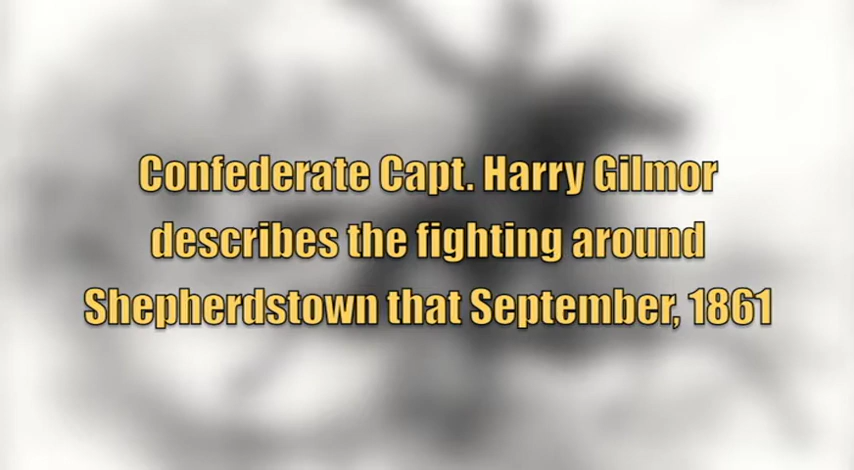 Confederate Capt. Harry Gilmor
describes the fighting around
Shepherdstown that September, 1861